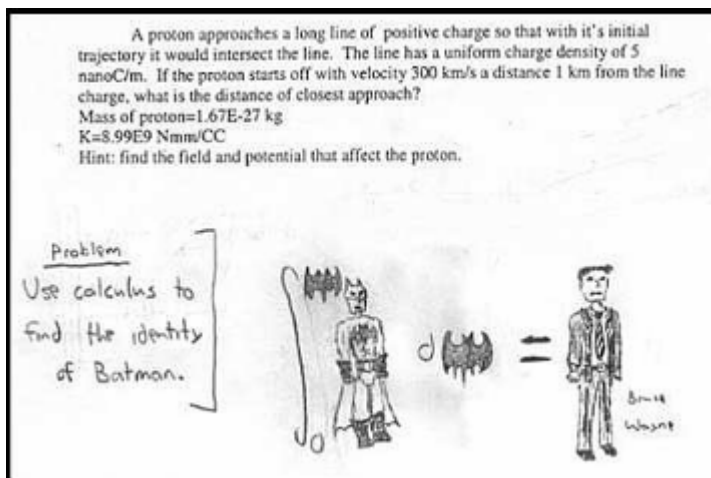 A proton approaches a long line of positive charge so that with it's initial
trajectory it would intersect the line. The line has a uniform charge density of 5
nanoC/m. If the proton starts off with velocity 300 km/s a distance 1 km from the line
charge, what is the distance of closest approach?
Mass of proton=1.67E-27 kg
K=8.99E9 Nmm/CC
Hint: find the field and potential that affect the proton.
Problem
Use calculus to
find the identity
of Batman.
∫
0
d
=
Bruce
Wayne